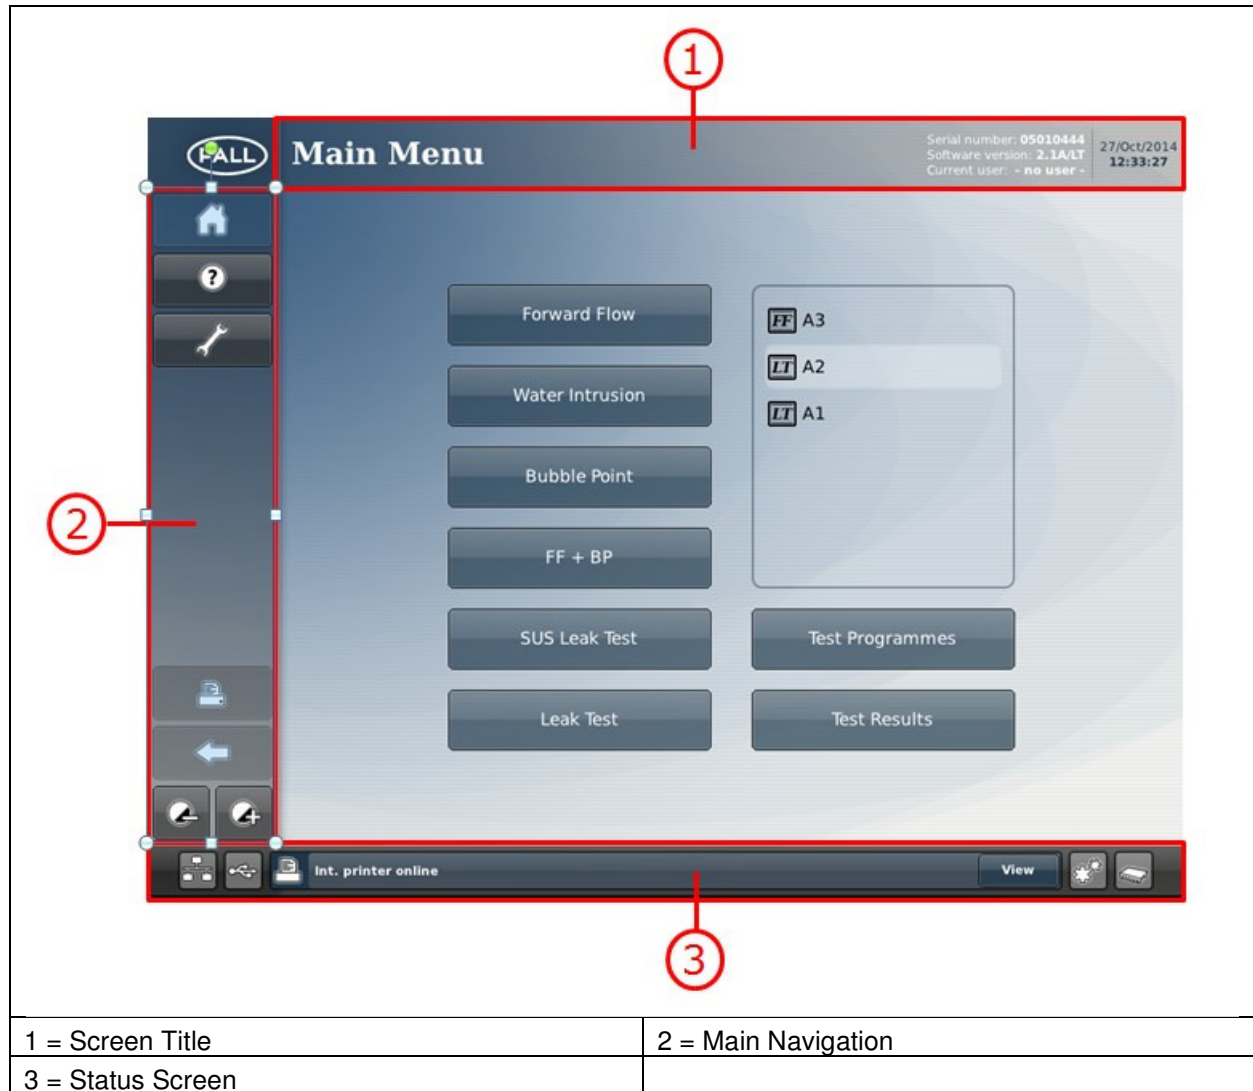 1
PALL
Main Menu
Serial number: 05010444
Software version: 2.1A/LT
Current user: - no user -
27/Oct/2014
12:33:27
?
Forward Flow
Water Intrusion
Bubble Point
FF + BP
SUS Leak Test
Leak Test
FF A3
LT A2
LT A1
Test Programmes
Test Results
2
Int. printer online
View
3
1 = Screen Title
2 = Main Navigation
3 = Status Screen